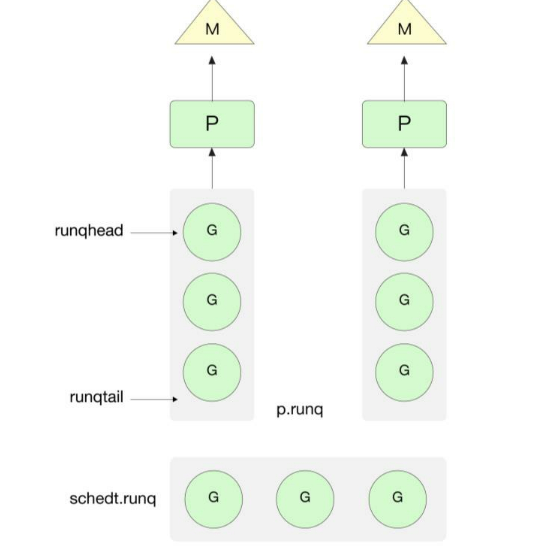 M M
P P
runqhead G G
G G
G G
runqtail
p.runq
schedt.runq G G G